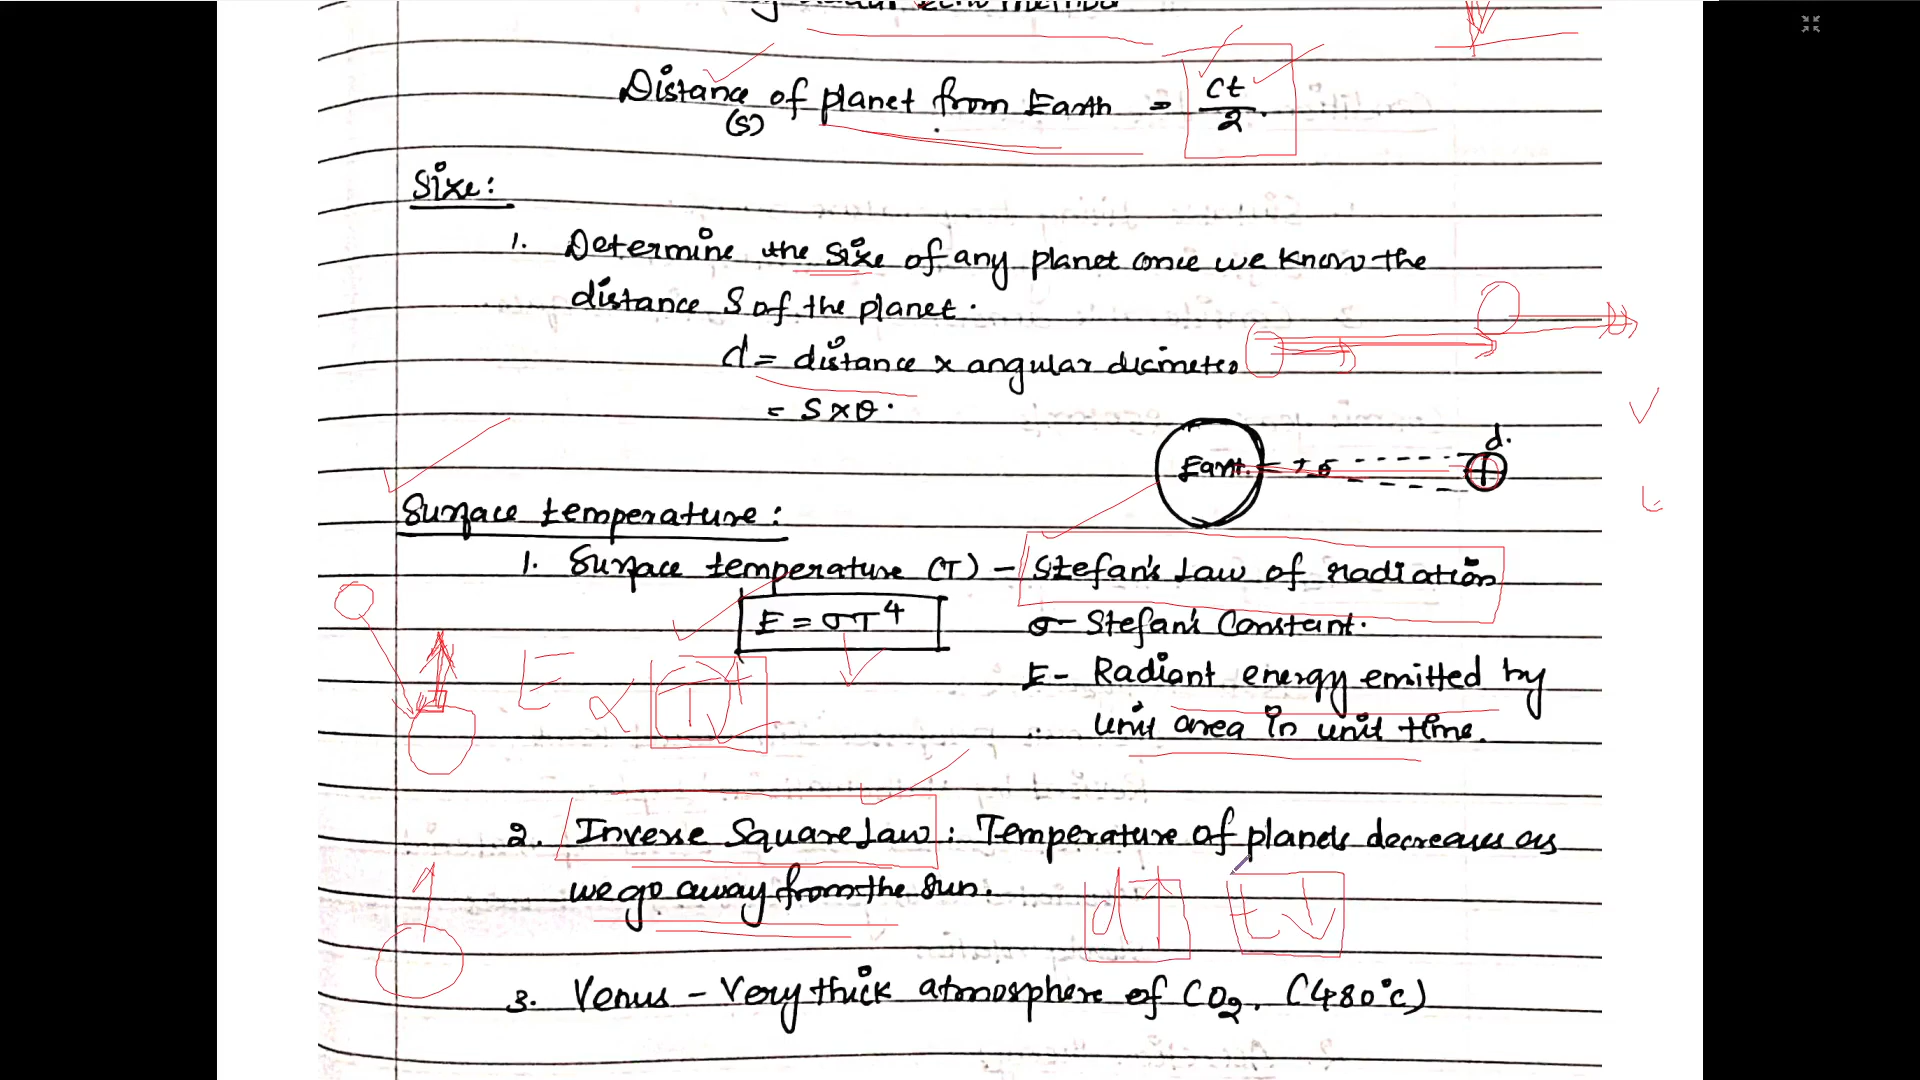 Distance of planet from Earth = ct/2.
(s)
Size:
1. Determine the size of any planet once we know the
distance S of the planet.
d = distance x angular diameter
= S x θ.
d.
Earth. θ
Surface temperature:
1. Surface temperature (T) - Stefan's Law of radiation
E = σT⁴
σ - Stefan's Constant.
E - Radiant energy emitted by
unit area in unit time.
E ∝ T⁴
2. Inverse Square Law: Temperature of planets decreases as
we go away from the Sun.
d↑ t↓
3. Venus - Very thick atmosphere of CO₂. (480°c)